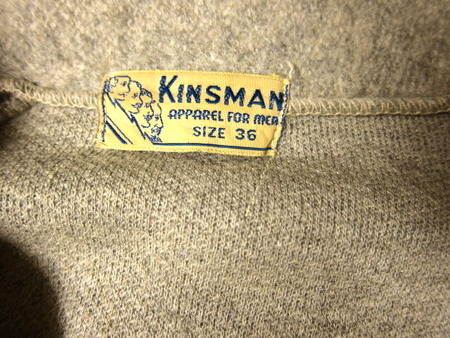 KINSMAN
APPAREL FOR MEN
SIZE 36